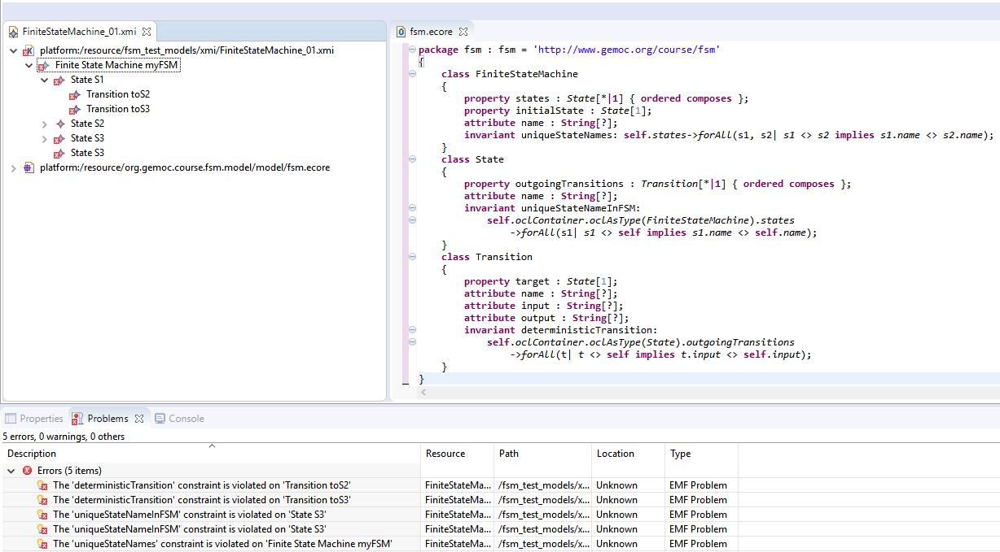 FiniteStateMachine_01.xmi
platform:/resource/fsm_test_models/xmi/FiniteStateMachine_01.xmi
Finite State Machine myFSM
State S1
Transition toS2
Transition toS3
State S2
State S3
State S3
platform:/resource/org.gemoc.course.fsm.model/model/fsm.ecore
fsm.ecore
package fsm : fsm = 'http://www.gemoc.org/course/fsm'
{
class FiniteStateMachine
{
property states : State[*|1] { ordered composes };
property initialState : State[1];
attribute name : String[?];
invariant uniqueStateNames: self.states->forAll(s1, s2| s1 <> s2 implies s1.name <> s2.name);
}
class State
{
property outgoingTransitions : Transition[*|1] { ordered composes };
attribute name : String[?];
invariant uniqueStateNameInFSM:
self.oclContainer.oclAsType(FiniteStateMachine).states
->forAll(s1| s1 <> self implies s1.name <> self.name);
}
class Transition
{
property target : State[1];
attribute name : String[?];
attribute input : String[?];
attribute output : String[?];
invariant deterministicTransition:
self.oclContainer.oclAsType(State).outgoingTransitions
->forAll(t| t <> self implies t.input <> self.input);
}
}
Properties Problems Console
5 errors, 0 warnings, 0 others
Description Resource Path Location Type
Errors (5 items)
The 'deterministicTransition' constraint is violated on 'Transition toS2' FiniteStateMa... /fsm_test_models/x... Unknown EMF Problem
The 'deterministicTransition' constraint is violated on 'Transition toS3' FiniteStateMa... /fsm_test_models/x... Unknown EMF Problem
The 'uniqueStateNameInFSM' constraint is violated on 'State S3' FiniteStateMa... /fsm_test_models/x... Unknown EMF Problem
The 'uniqueStateNameInFSM' constraint is violated on 'State S3' FiniteStateMa... /fsm_test_models/x... Unknown EMF Problem
The 'uniqueStateNames' constraint is violated on 'Finite State Machine myFSM' FiniteStateMa... /fsm_test_models/x... Unknown EMF Problem